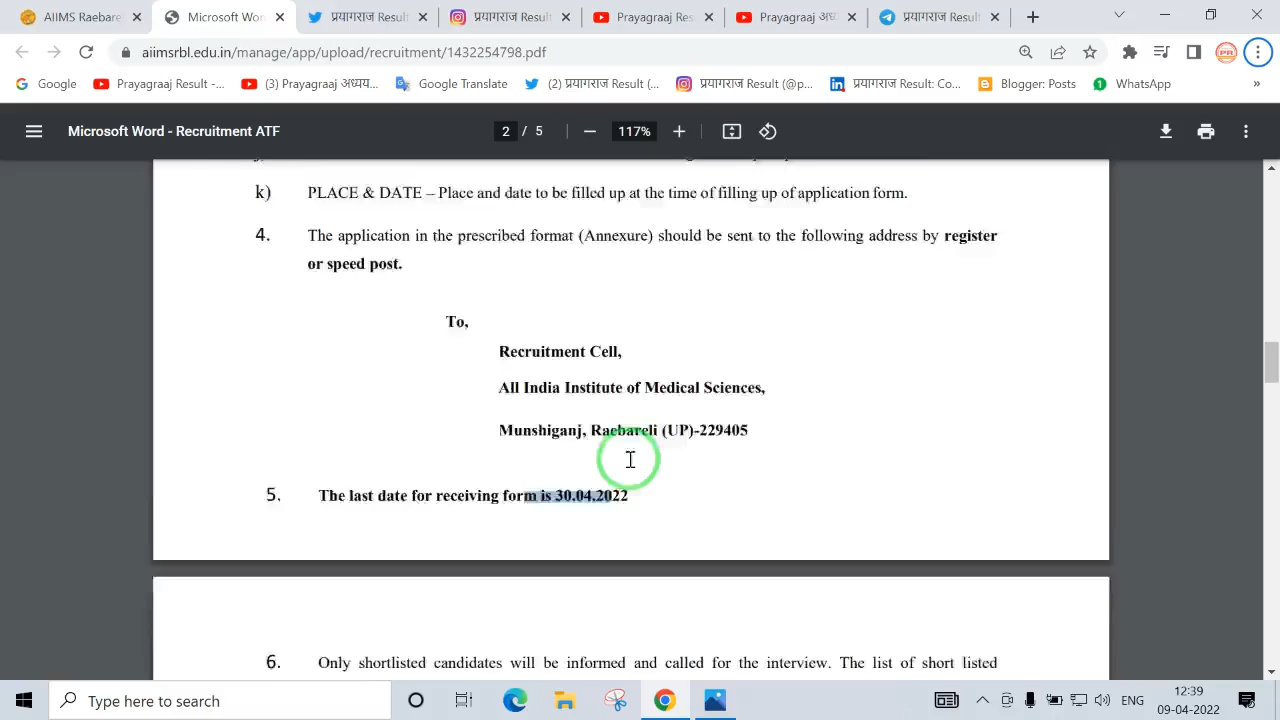 AIIMS Raebare
Microsoft Word
प्रयागराज Result
प्रयागराज Result
Prayagraj Resul
Prayagraj अध
प्रयागराज Result
aiimsrbl.edu.in/manage/app/upload/recruitment/1432254798.pdf
Google
Prayagraj Result -...
(3) Prayagraj अध्यय...
Google Translate
(2) प्रयागराज Result (...
प्रयागराज Result (@p...
प्रयागराज Result: Co...
Blogger: Posts
WhatsApp
»
Microsoft Word - Recruitment ATF
2 / 5
117%
k) PLACE & DATE – Place and date to be filled up at the time of filling up of application form.
4. The application in the prescribed format (Annexure) should be sent to the following address by register
or speed post.
To,
Recruitment Cell,
All India Institute of Medical Sciences,
Munshiganj, Raebareli (UP)-229405
5. The last date for receiving form is 30.04.2022
6. Only shortlisted candidates will be informed and called for the interview. The list of short listed
Type here to search
ENG
12:39
09-04-2022